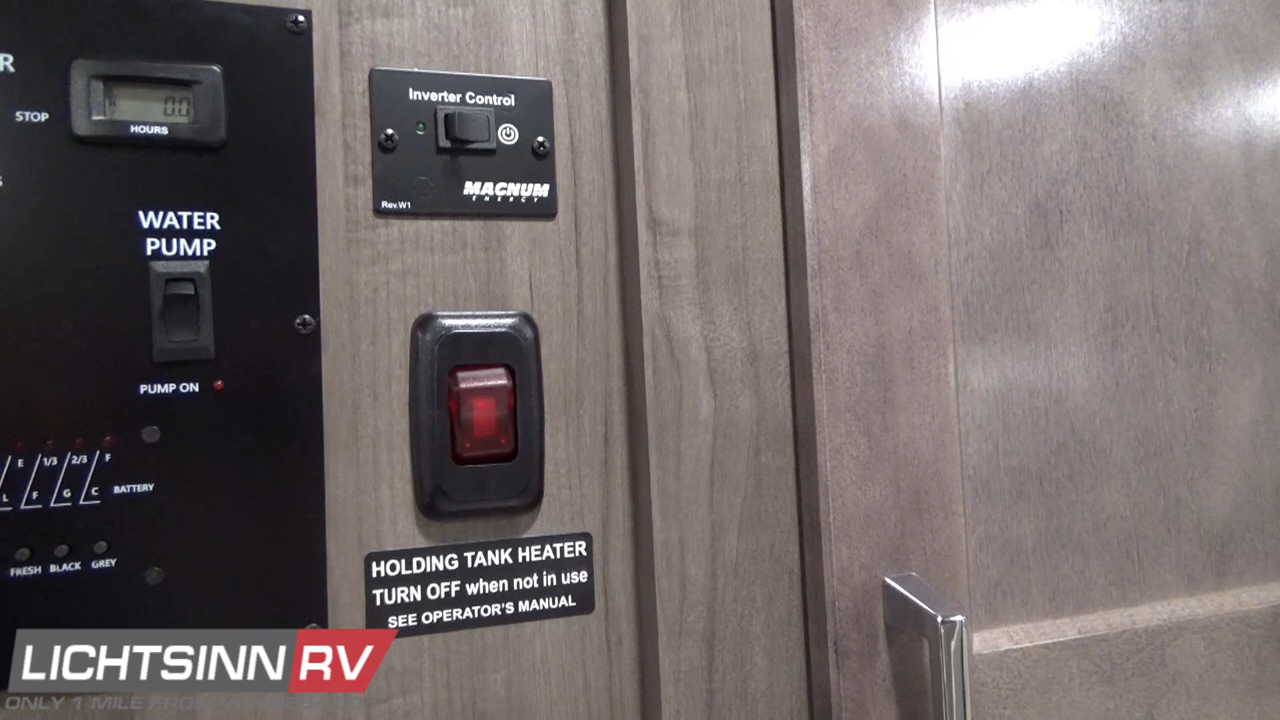 R
STOP
0.0
HOURS
S
WATER
PUMP
PUMP ON
E 1/3 2/3 F
L F G C BATTERY
FRESH BLACK GREY
Inverter Control
MAGNUM
ENERGY
Rev.W1
HOLDING TANK HEATER
TURN OFF when not in use
SEE OPERATOR'S MANUAL
LICHTSINN RV
ONLY 1 MILE FROM